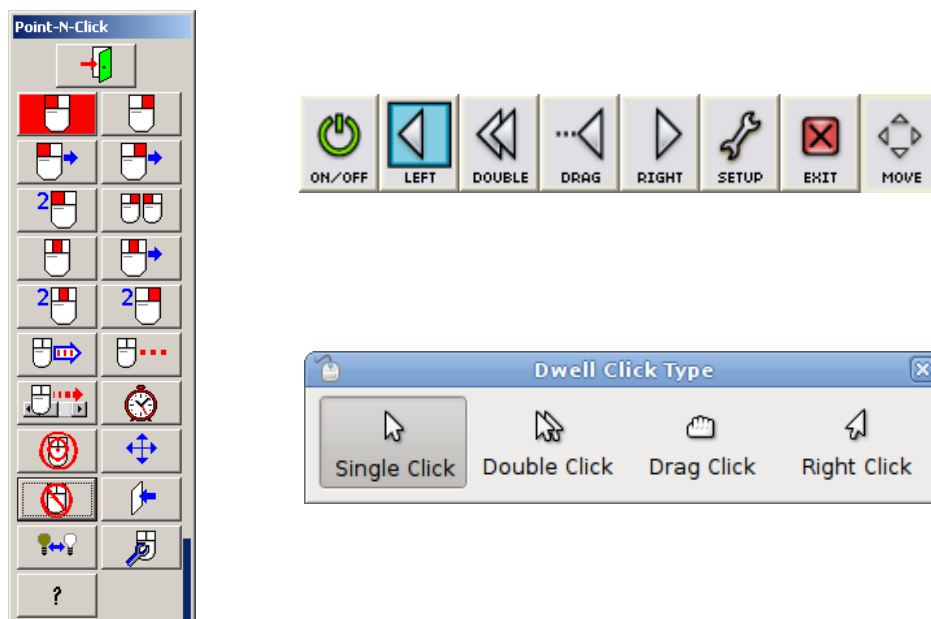 Point-N-Click
2
2
2
?
ON/OFF LEFT DOUBLE DRAG RIGHT SETUP EXIT MOVE
Dwell Click Type
Single Click Double Click Drag Click Right Click